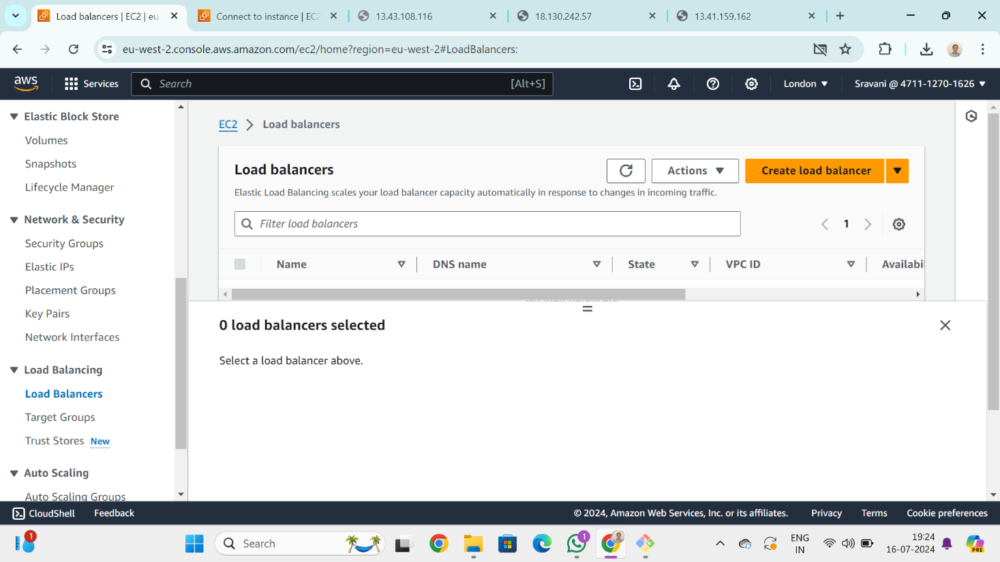 Load balancers | EC2 | eu-
Connect to instance | EC2
13.43.108.116
18.130.242.57
13.41.159.162
eu-west-2.console.aws.amazon.com/ec2/home?region=eu-west-2#LoadBalancers:
aws
Services
Search
[Alt+S]
London
Sravani @ 4711-1270-1626
Elastic Block Store
Volumes
Snapshots
Lifecycle Manager
Network & Security
Security Groups
Elastic IPs
Placement Groups
Key Pairs
Network Interfaces
Load Balancing
Load Balancers
Target Groups
Trust Stores New
Auto Scaling
Auto Scaling Groups
EC2 > Load balancers
Load balancers
Actions
Create load balancer
Elastic Load Balancing scales your load balancer capacity automatically in response to changes in incoming traffic.
Filter load balancers
1
Name
DNS name
State
VPC ID
Availabi
0 load balancers selected
Select a load balancer above.
CloudShell
Feedback
© 2024, Amazon Web Services, Inc. or its affiliates.
Privacy
Terms
Cookie preferences
1
Search
1
ENG
IN
19:24
16-07-2024
PRE